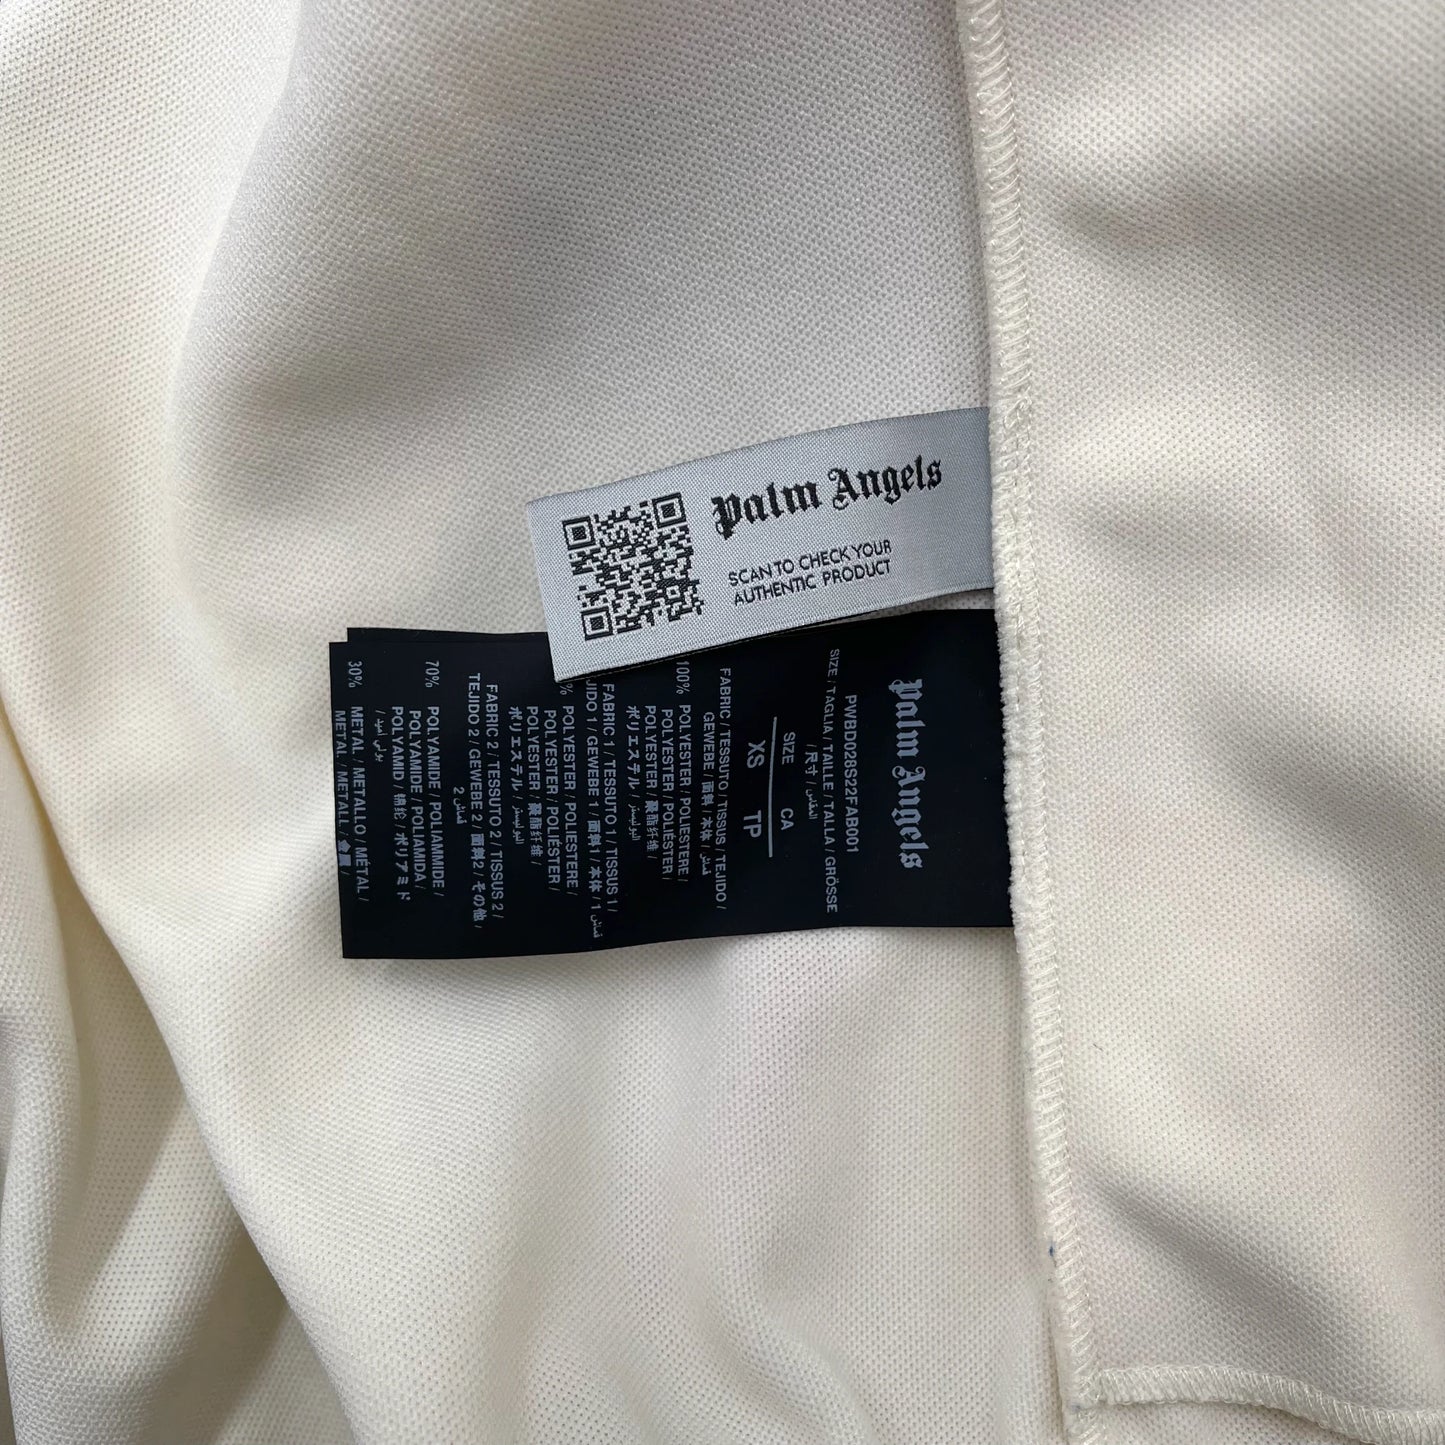 Palm Angels
SCAN TO CHECK YOUR
AUTHENTIC PRODUCT
Palm Angels
PWBD028S22FAB001
SIZE / TAGLIA / TAILLE / TALLA / GRÖSSE
/ 尺寸 / المقاس
SIZE CA
XS TP
FABRIC / TESSUTO / TISSUS / TEJIDO /
GEWEBE / 面料 / 本体 / قماش
100% POLYESTER / POLIESTERE /
POLYESTER / POLIÉSTER /
POLYESTER / 聚酯纤维 /
ポリエステル / البوليستر
FABRIC 1 / TESSUTO 1 / TISSUS 1 /
JIDO 1 / GEWEBE 1 / 面料1 / 本体 / قماش 1
% POLYESTER / POLIESTERE /
POLYESTER / POLIÉSTER /
POLYESTER / 聚酯纤维 /
ポリエステル / البوليستر
FABRIC 2 / TESSUTO 2 / TISSUS 2 /
TEJIDO 2 / GEWEBE 2 / 面料2 / その他 /
قماش 2
70% POLYAMIDE / POLIAMMIDE /
POLYAMIDE / POLIAMIDA /
POLYAMID / 锦纶 / ポリアミド
/ بولي أميد
30% METAL / METALLO / MÉTAL /
METAL / METALL / 金属 /